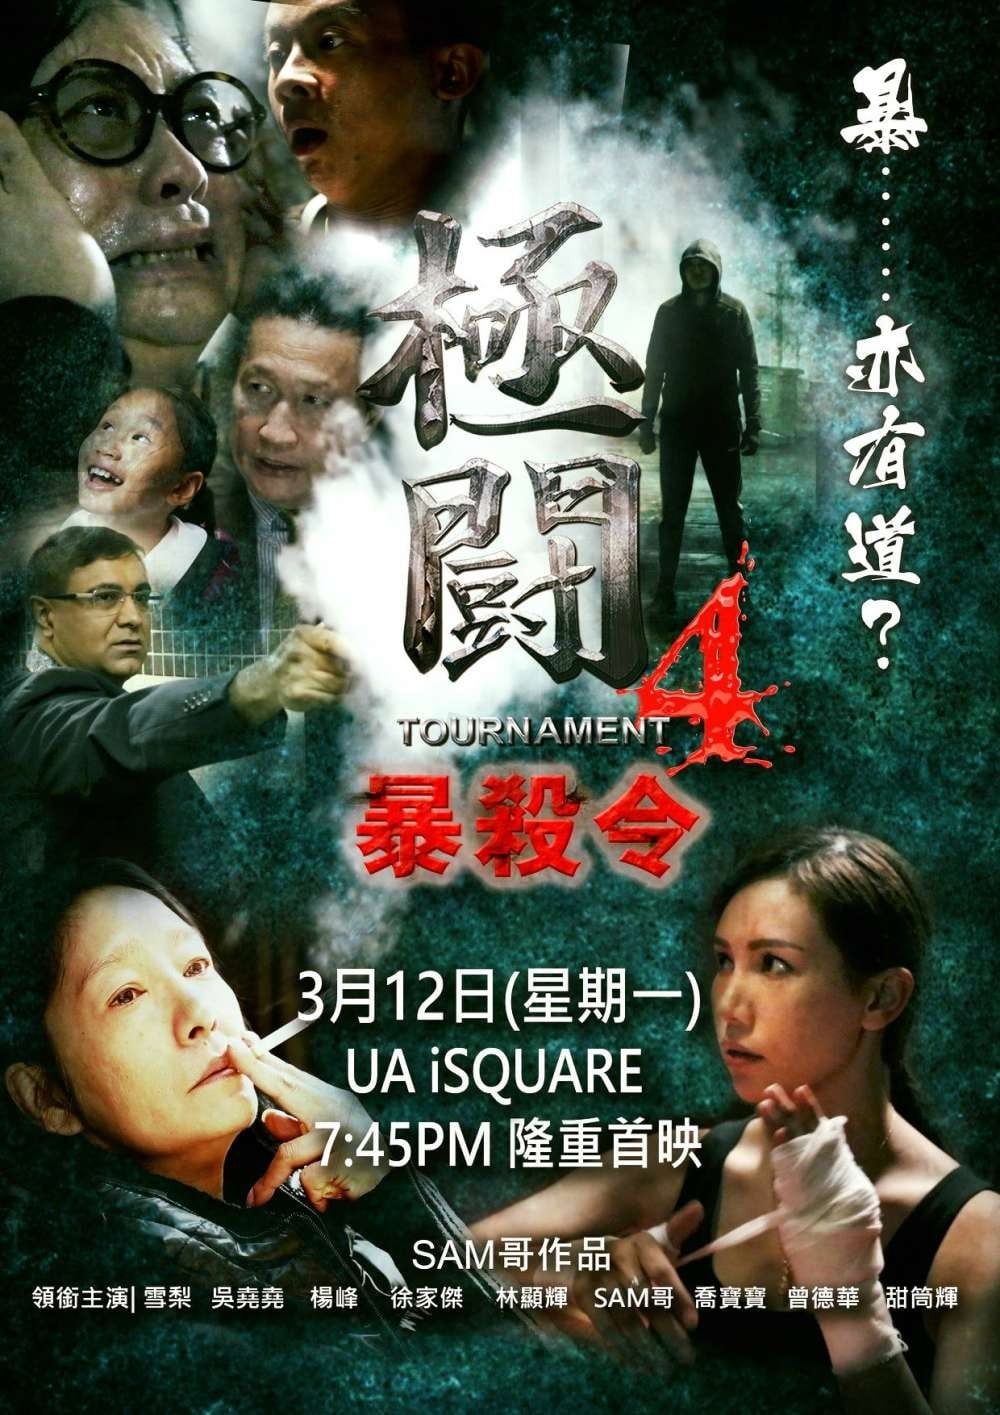 暴......亦有道?
極
闘
4
TOURNAMENT
暴殺令
3月12日(星期一)
UA iSQUARE
7:45PM 隆重首映
SAM哥作品
領銜主演| 雪梨 吳堯堯 楊峰 徐家傑 林顯輝 SAM哥 喬寶寶 曾德華 甜筒輝